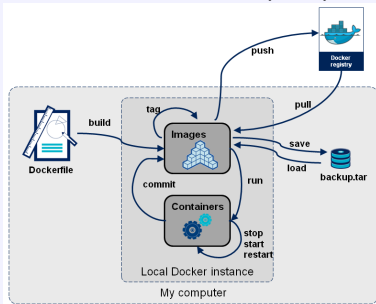 Docker
registry
push
tag
pull
build
Images
save
load
Dockerfile
backup.tar
commit
run
Containers
stop
start
restart
Local Docker instance
My computer